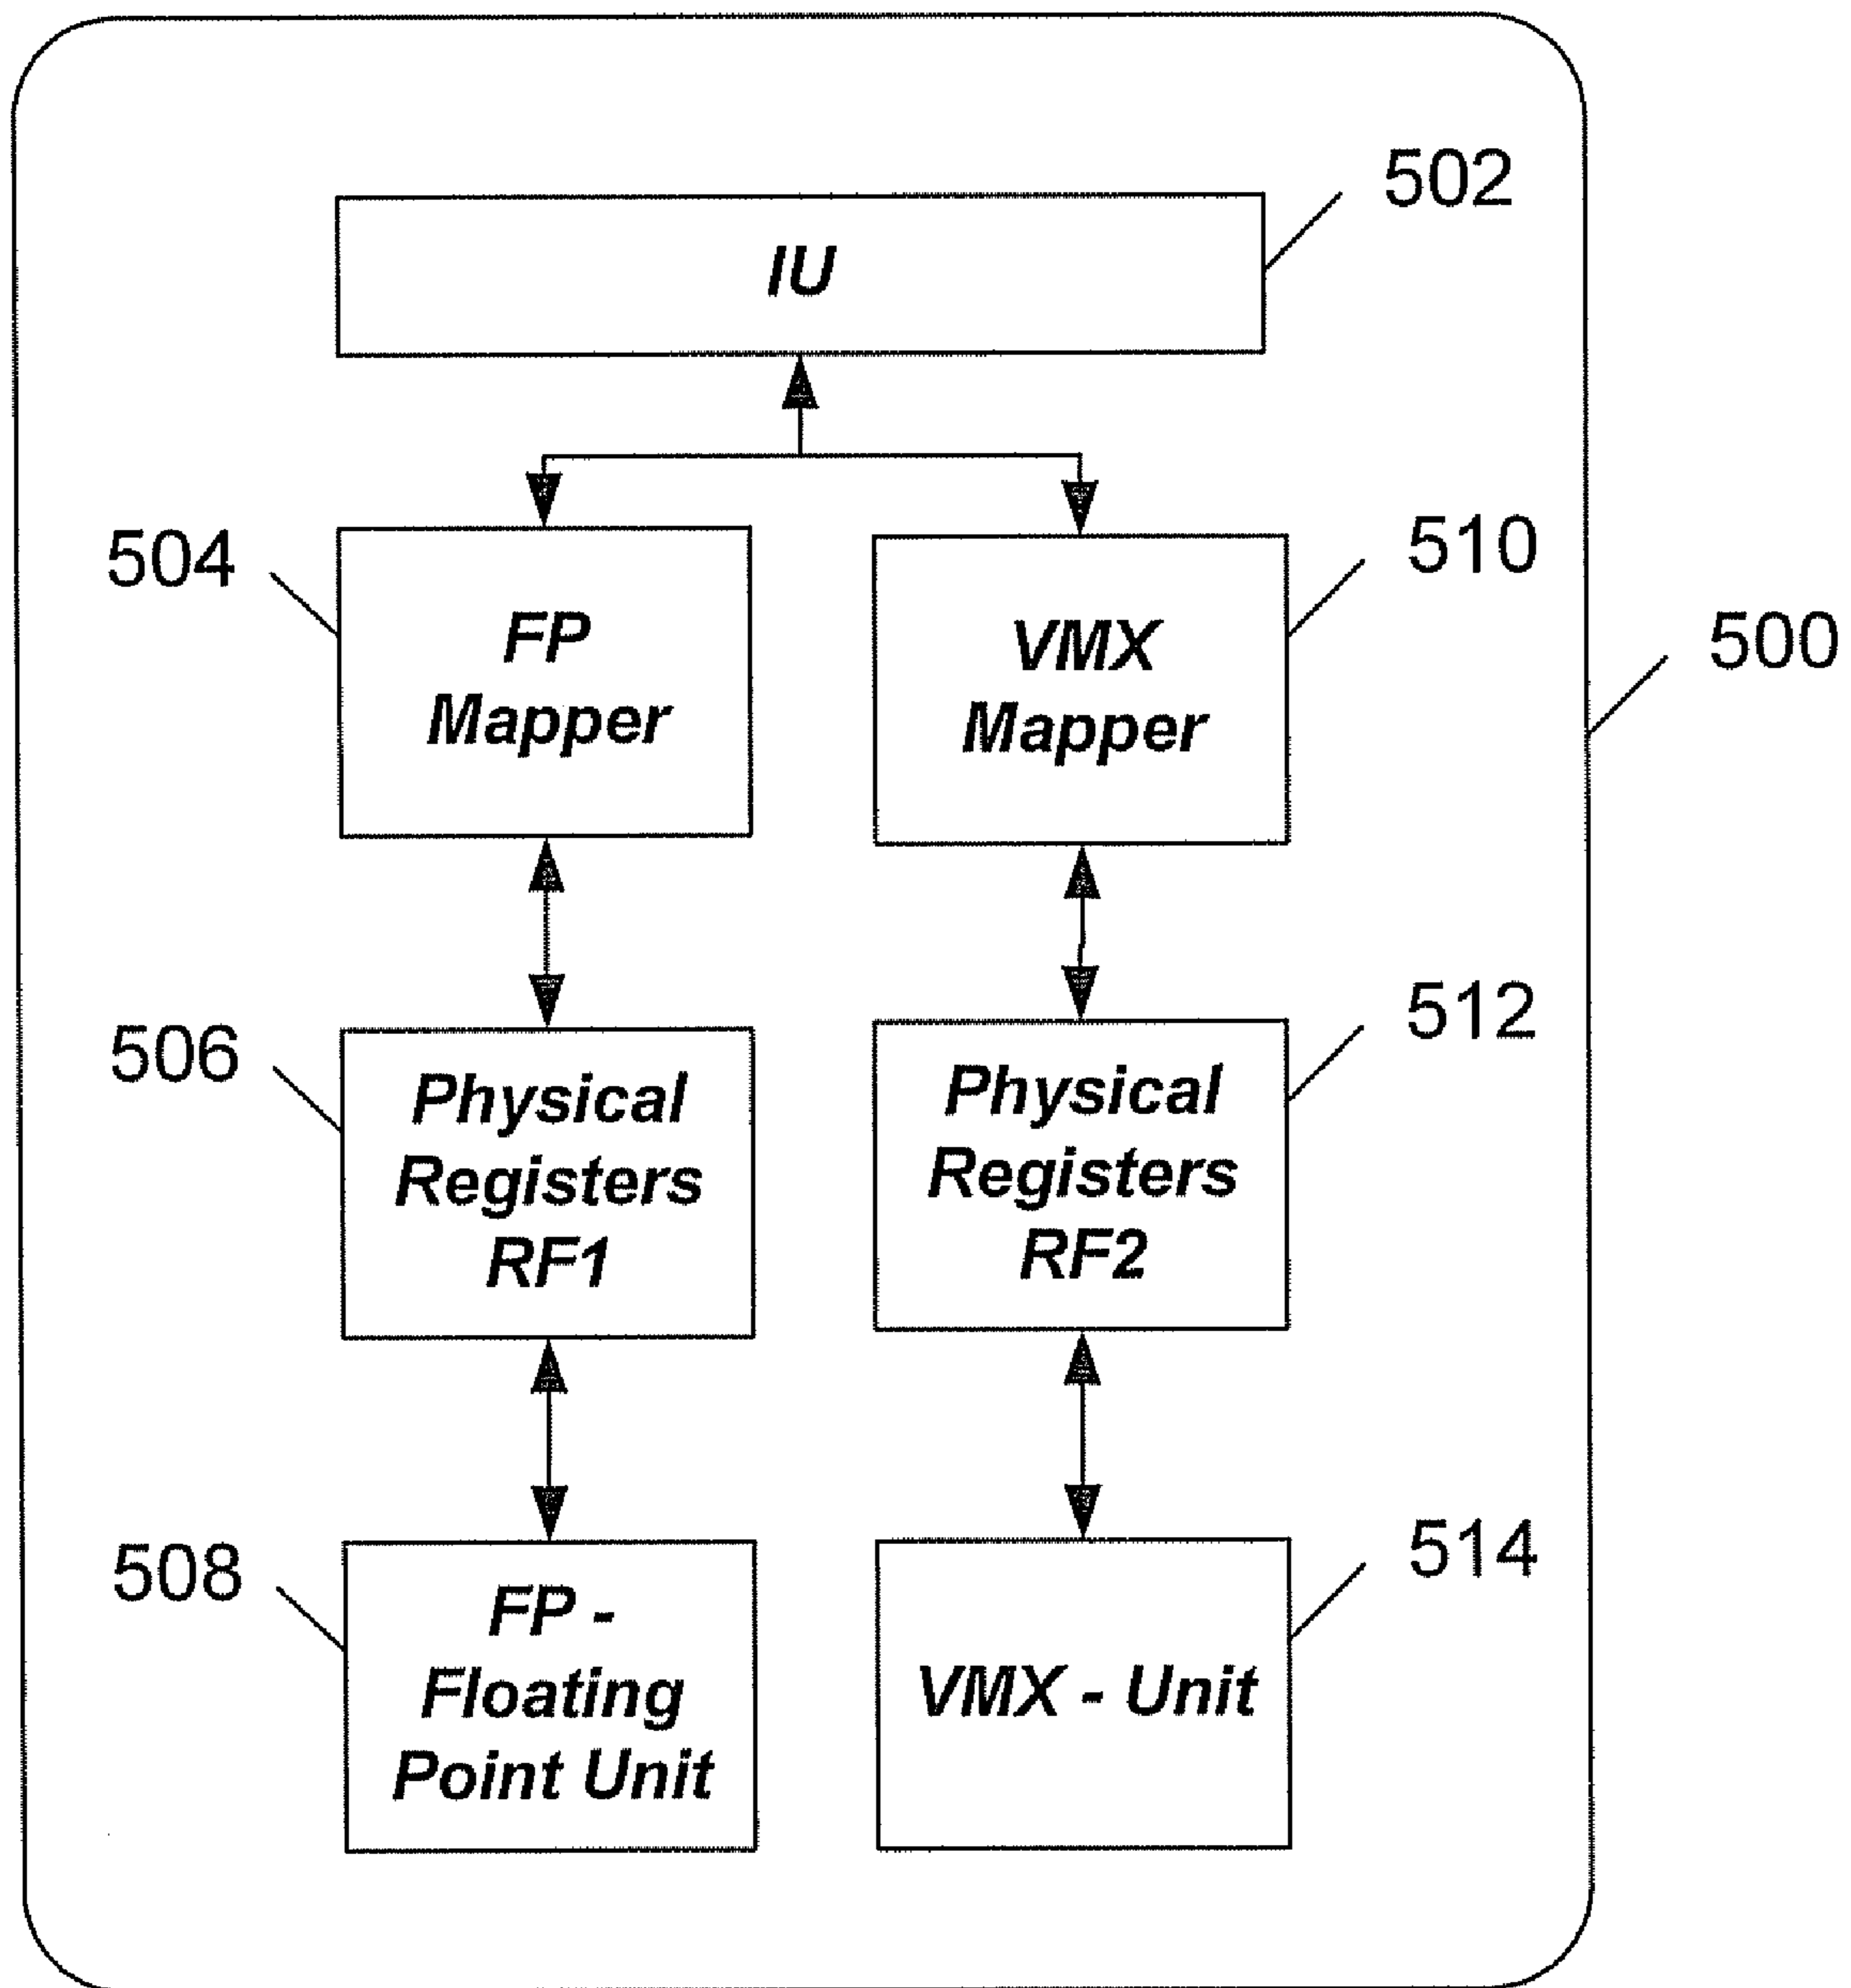 502
IU
504
510
FP
Mapper
VMX
Mapper
500
506
512
Physical
Registers
RF1
Physical
Registers
RF2
508
514
FP -
Floating
Point Unit
VMX - Unit